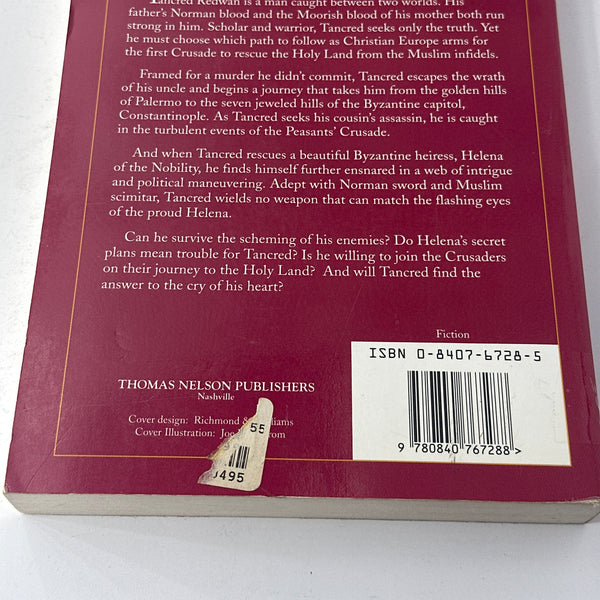 Tancred Redwan is a man caught between two worlds. His
father's Norman blood and the Moorish blood of his mother both run
strong in him. Scholar and warrior, Tancred seeks only the truth. Yet
he must choose which path to follow as Christian Europe arms for
the first Crusade to rescue the Holy Land from the Muslim infidels.
Framed for a murder he didn't commit, Tancred escapes the wrath
of his uncle and begins a journey that takes him from the golden hills
of Palermo to the seven jeweled hills of the Byzantine capitol,
Constantinople. As Tancred seeks his cousin's assassin, he is caught
in the turbulent events of the Peasants' Crusade.
And when Tancred rescues a beautiful Byzantine heiress, Helena
of the Nobility, he finds himself further ensnared in a web of intrigue
and political maneuvering. Adept with Norman sword and Muslim
scimitar, Tancred wields no weapon that can match the flashing eyes
of the proud Helena.
Can he survive the scheming of his enemies? Do Helena's secret
plans mean trouble for Tancred? Is he willing to join the Crusaders
on their journey to the Holy Land? And will Tancred find the
answer to the cry of his heart?
Fiction
ISBN 0-8407-6728-5
9 780840 767288 >
THOMAS NELSON PUBLISHERS
Nashville
Cover design: Richmond &
Cover Illustration:
55
0495